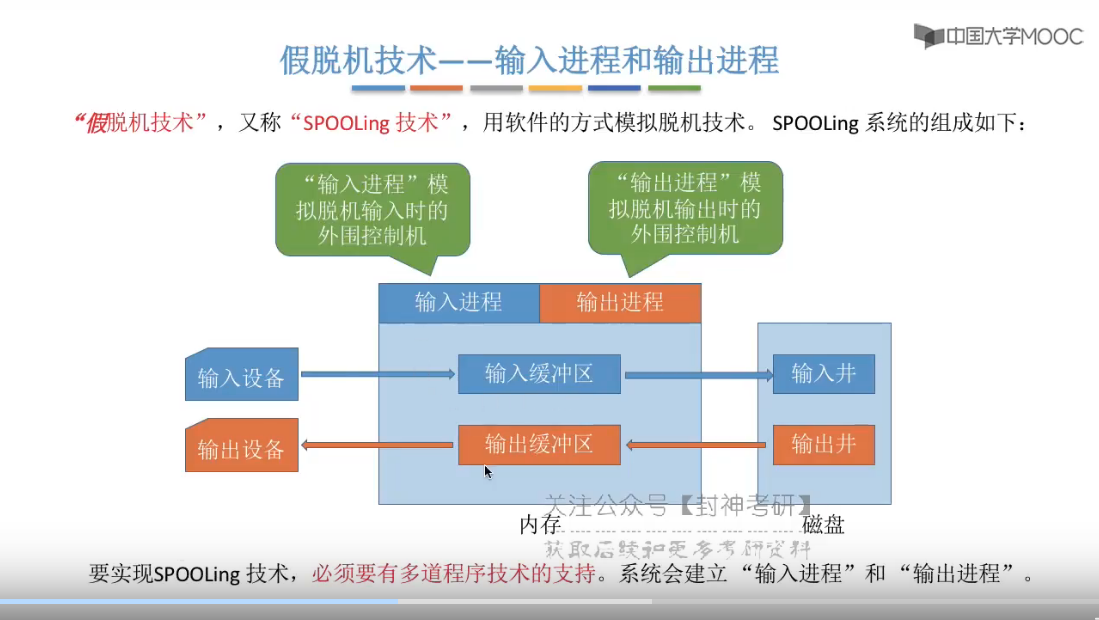 中国大学MOOC
假脱机技术——输入进程和输出进程
“假脱机技术”，又称“SPOOLing 技术”，用软件的方式模拟脱机技术。 SPOOLing 系统的组成如下：
“输入进程”模
拟脱机输入时的
外围控制机
“输出进程”模
拟脱机输出时的
外围控制机
输入进程
输出进程
输入设备
输入缓冲区
输入井
输出设备
输出缓冲区
输出井
关注公众号【封神考研】
内存
磁盘
获取后续和更多考研资料
要实现SPOOLing 技术，必须要有多道程序技术的支持。系统会建立 “输入进程”和 “输出进程”。